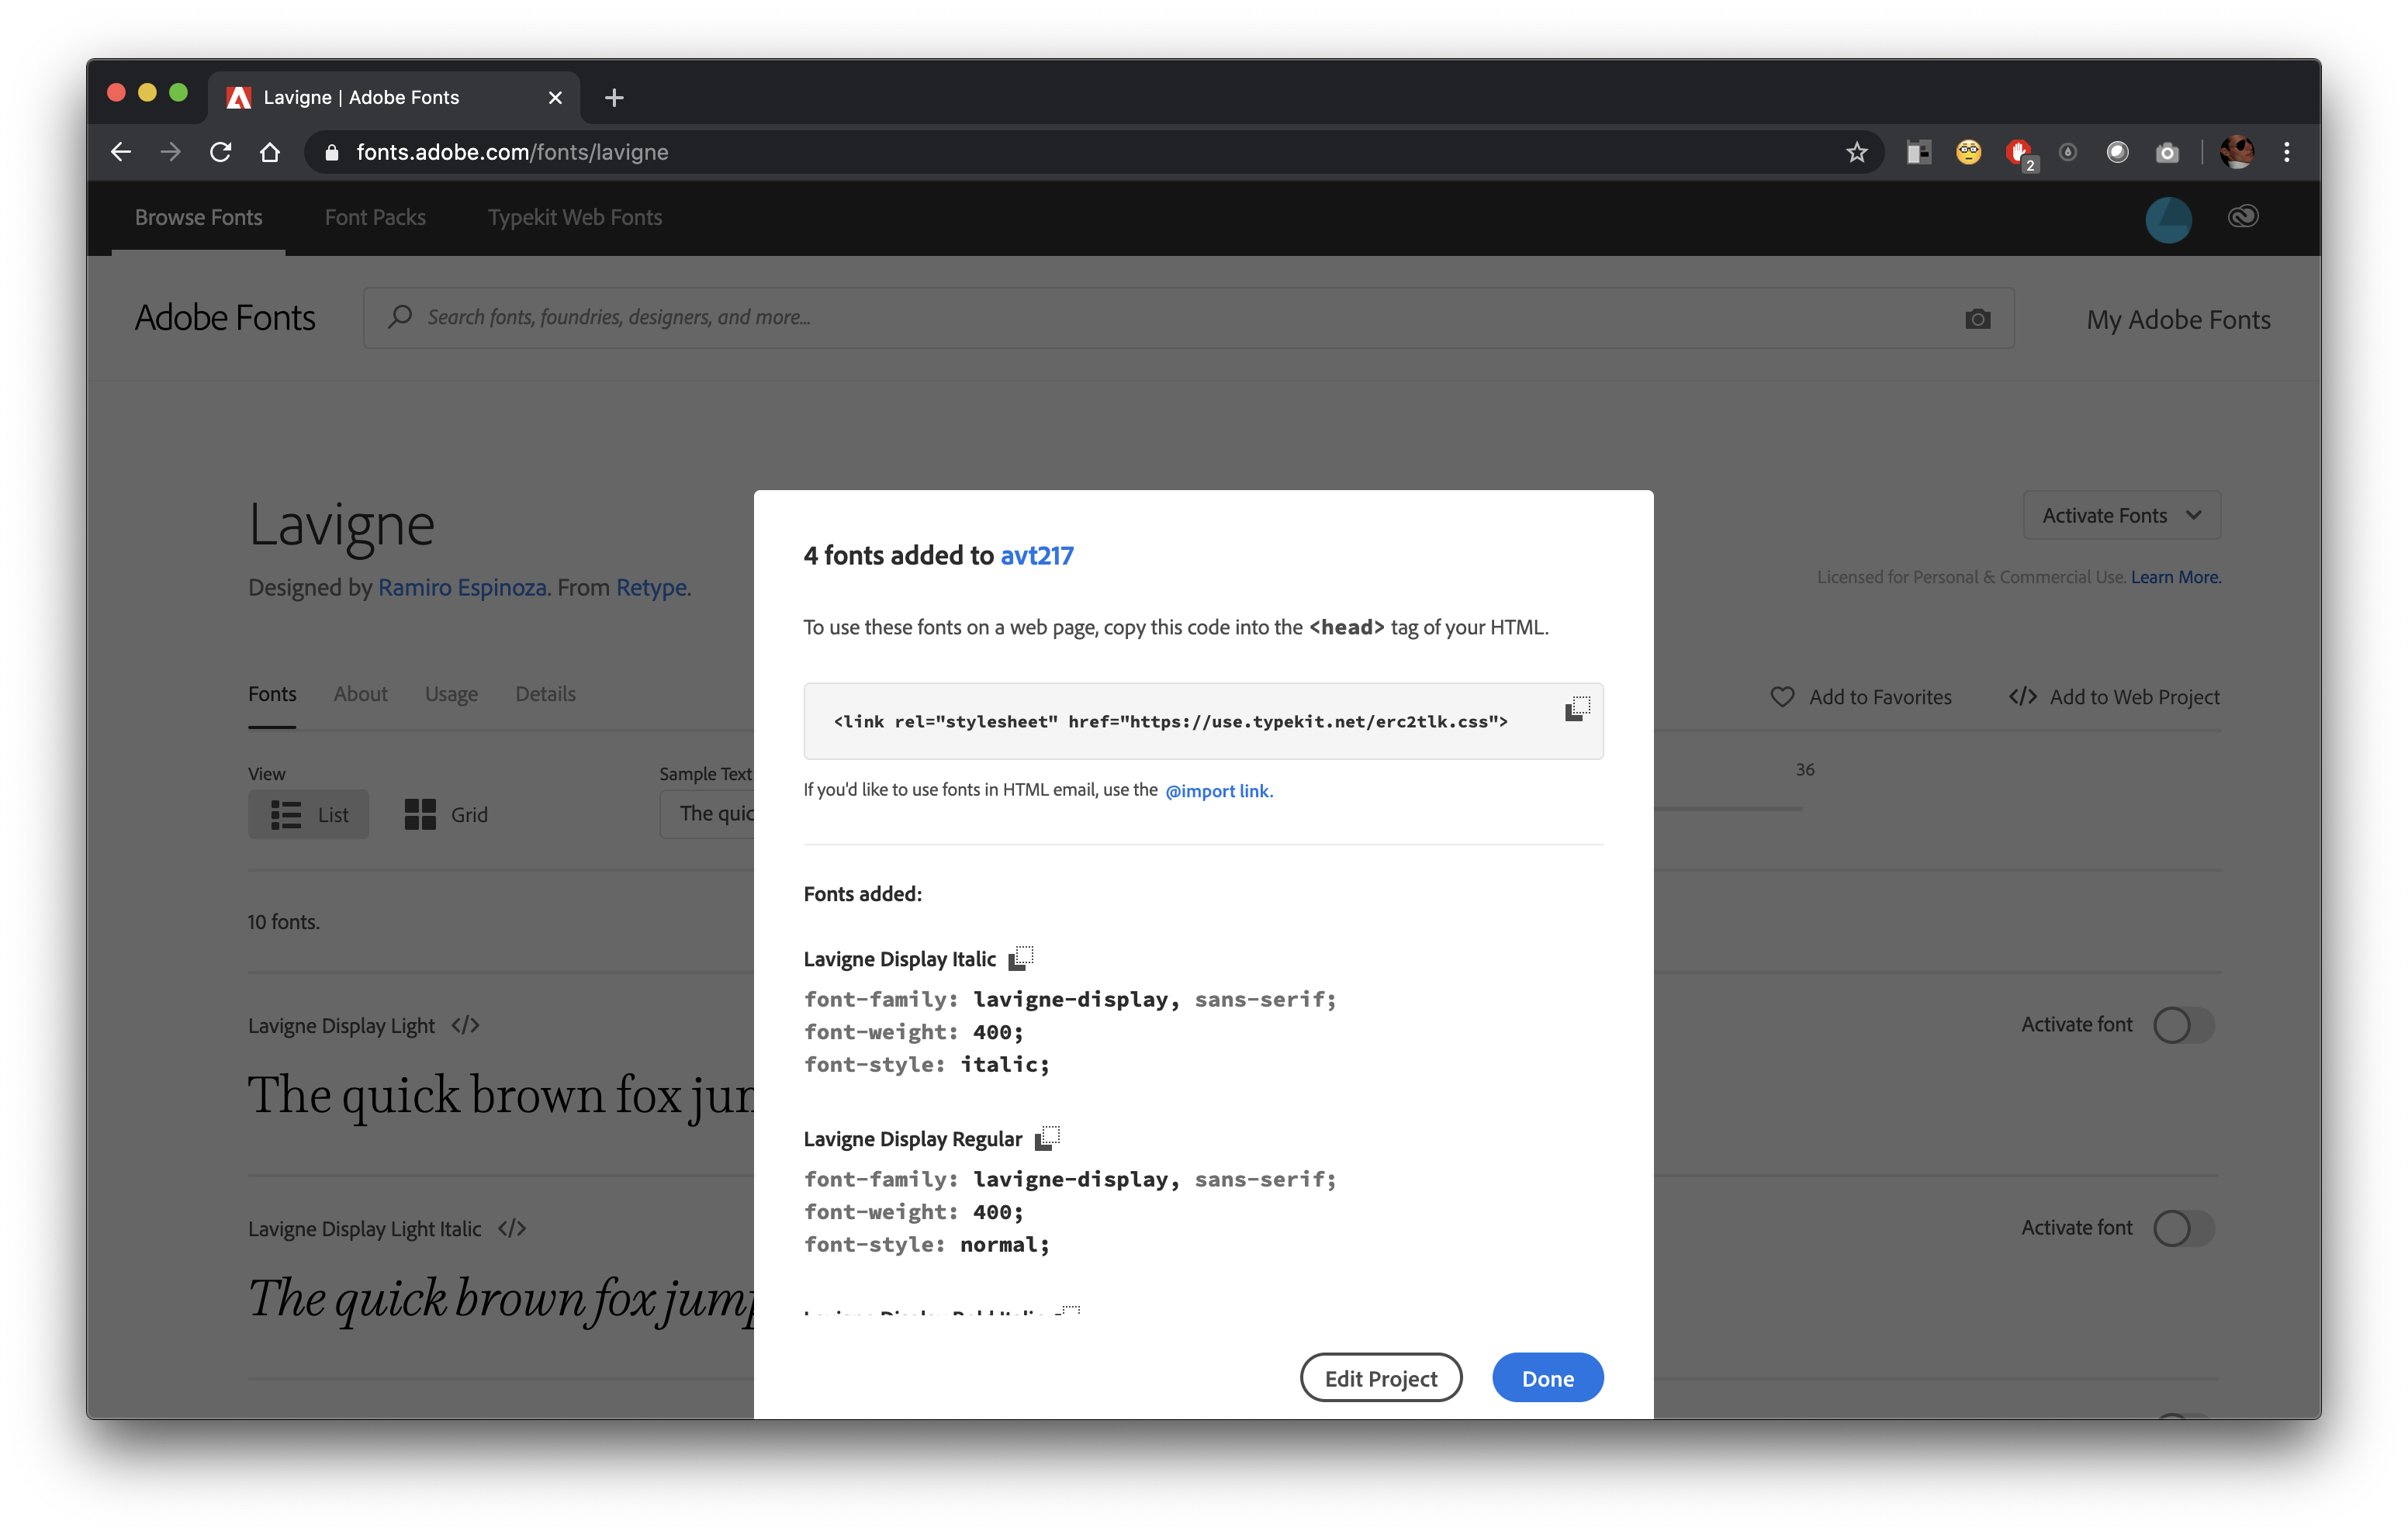 Lavigne | Adobe Fonts
fonts.adobe.com/fonts/lavigne
2
Browse Fonts
Font Packs
Typekit Web Fonts
Adobe Fonts
Search fonts, foundries, designers, and more...
My Adobe Fonts
Lavigne
Activate Fonts
Designed by Ramiro Espinoza. From Retype.
Licensed for Personal & Commercial Use. Learn More.
Fonts
About
Usage
Details
Add to Favorites
</> Add to Web Project
View
List
Grid
Sample Text
The quic
36
10 fonts.
Lavigne Display Light </>
Activate font
The quick brown fox jum
Lavigne Display Light Italic </>
Activate font
The quick brown fox jump
4 fonts added to avt217
To use these fonts on a web page, copy this code into the <head> tag of your HTML.
<link rel="stylesheet" href="https://use.typekit.net/erc2tlk.css">
If you'd like to use fonts in HTML email, use the @import link.
Fonts added:
Lavigne Display Italic
font-family: lavigne-display, sans-serif;
font-weight: 400;
font-style: italic;
Lavigne Display Regular
font-family: lavigne-display, sans-serif;
font-weight: 400;
font-style: normal;
Lavigne Display Bold Italic
Edit Project
Done